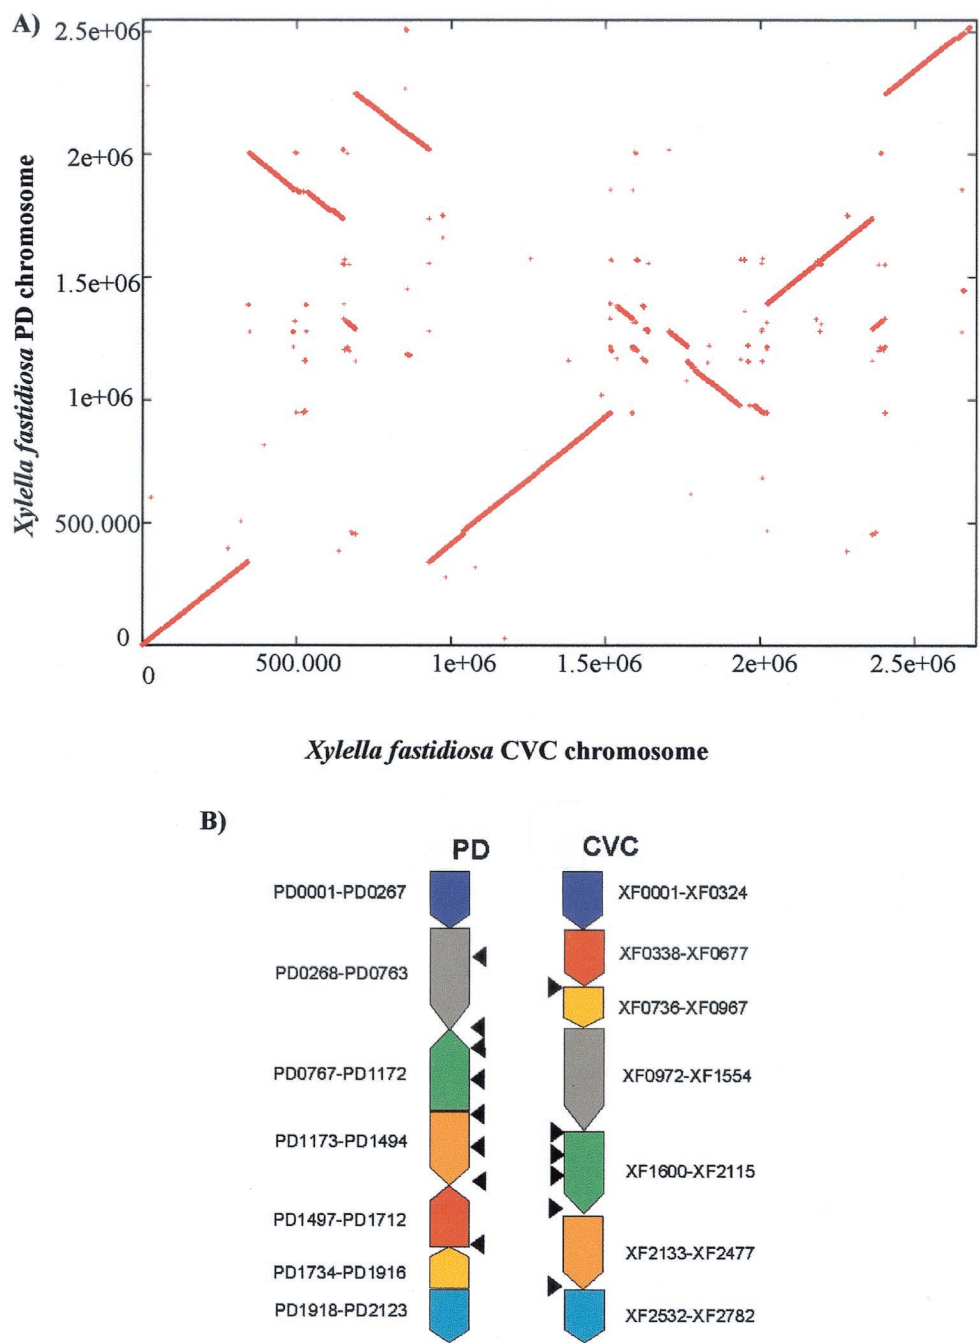 A)
2.5e+06
2e+06
1.5e+06
1e+06
500.000
0
Xylella fastidiosa PD chromosome
0
500.000
1e+06
1.5e+06
2e+06
2.5e+06
Xylella fastidiosa CVC chromosome
B)
PD
CVC
PD0001-PD0267
PD0268-PD0763
PD0767-PD1172
PD1173-PD1494
PD1497-PD1712
PD1734-PD1916
PD1918-PD2123
XF0001-XF0324
XF0338-XF0677
XF0736-XF0967
XF0972-XF1554
XF1600-XF2115
XF2133-XF2477
XF2532-XF2782